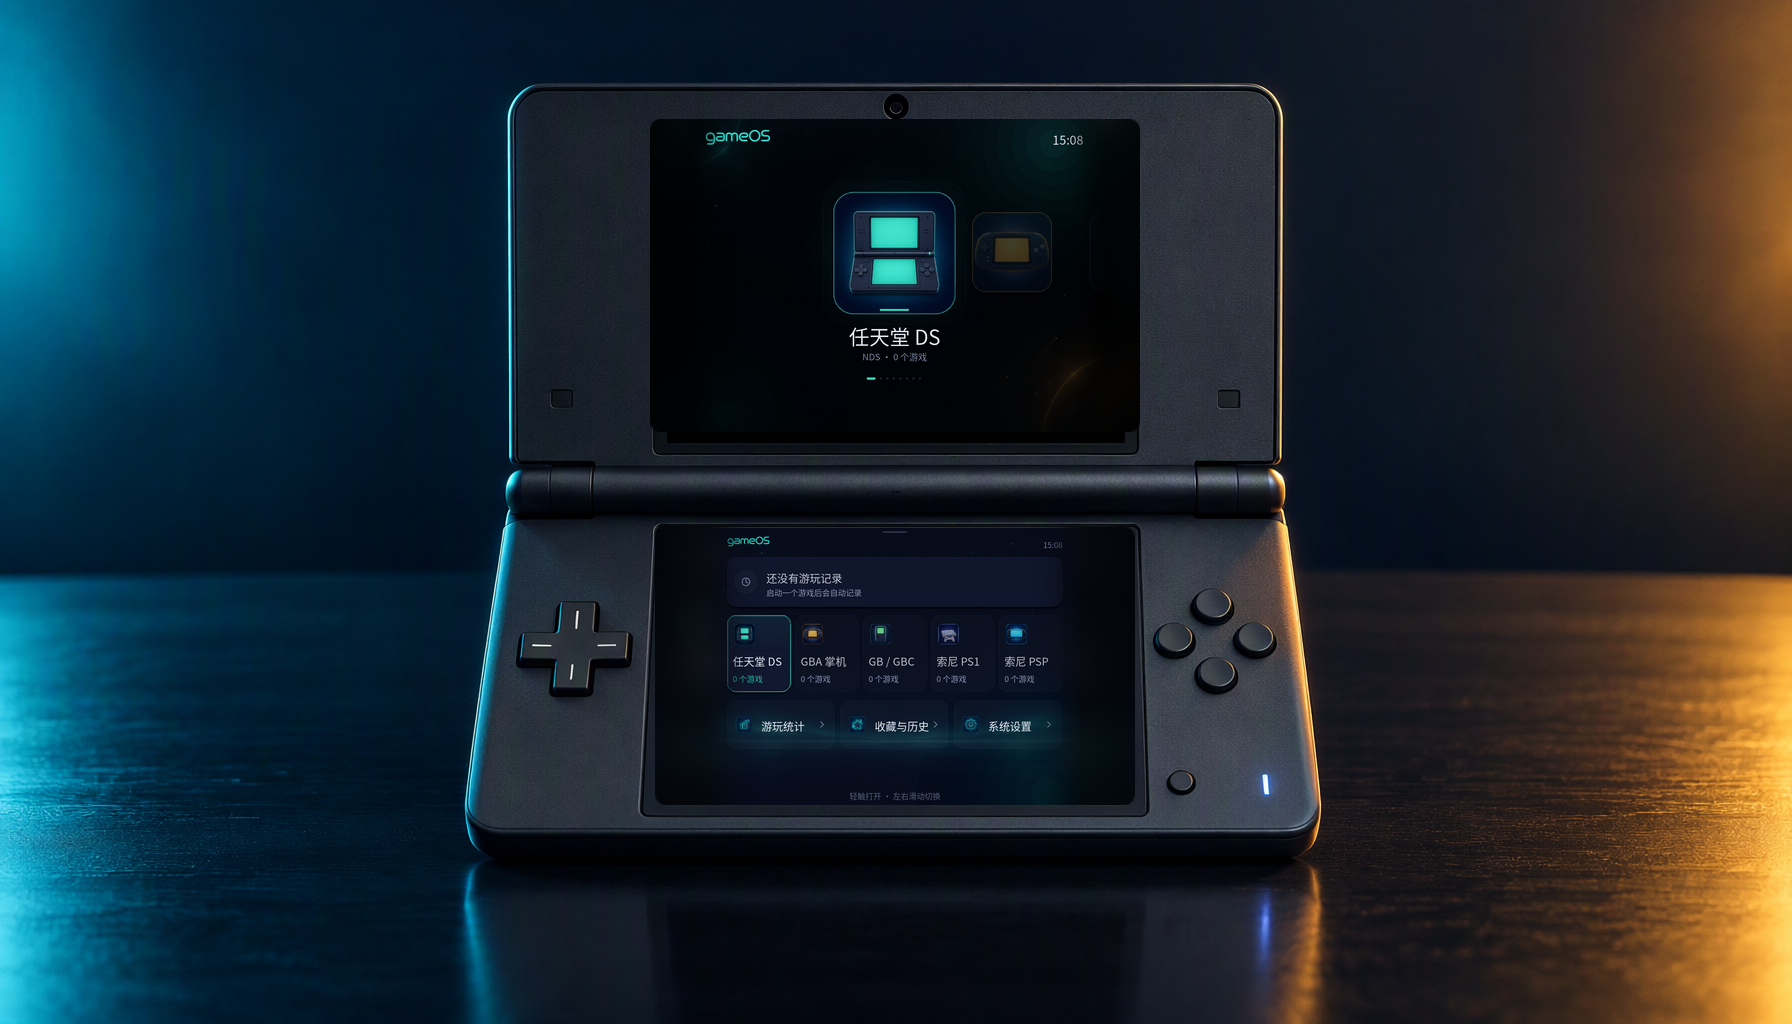 gameOS
15:08
任天堂 DS
NDS • 0 个游戏
gameOS
15:08
还没有游玩记录
启动一个游戏后会自动记录
任天堂 DS
0 个游戏
GBA 掌机
0 个游戏
GB / GBC
0 个游戏
索尼 PS1
0 个游戏
索尼 PSP
0 个游戏
游玩统计
收藏与历史
系统设置
轻触打开 • 左右滑动切换